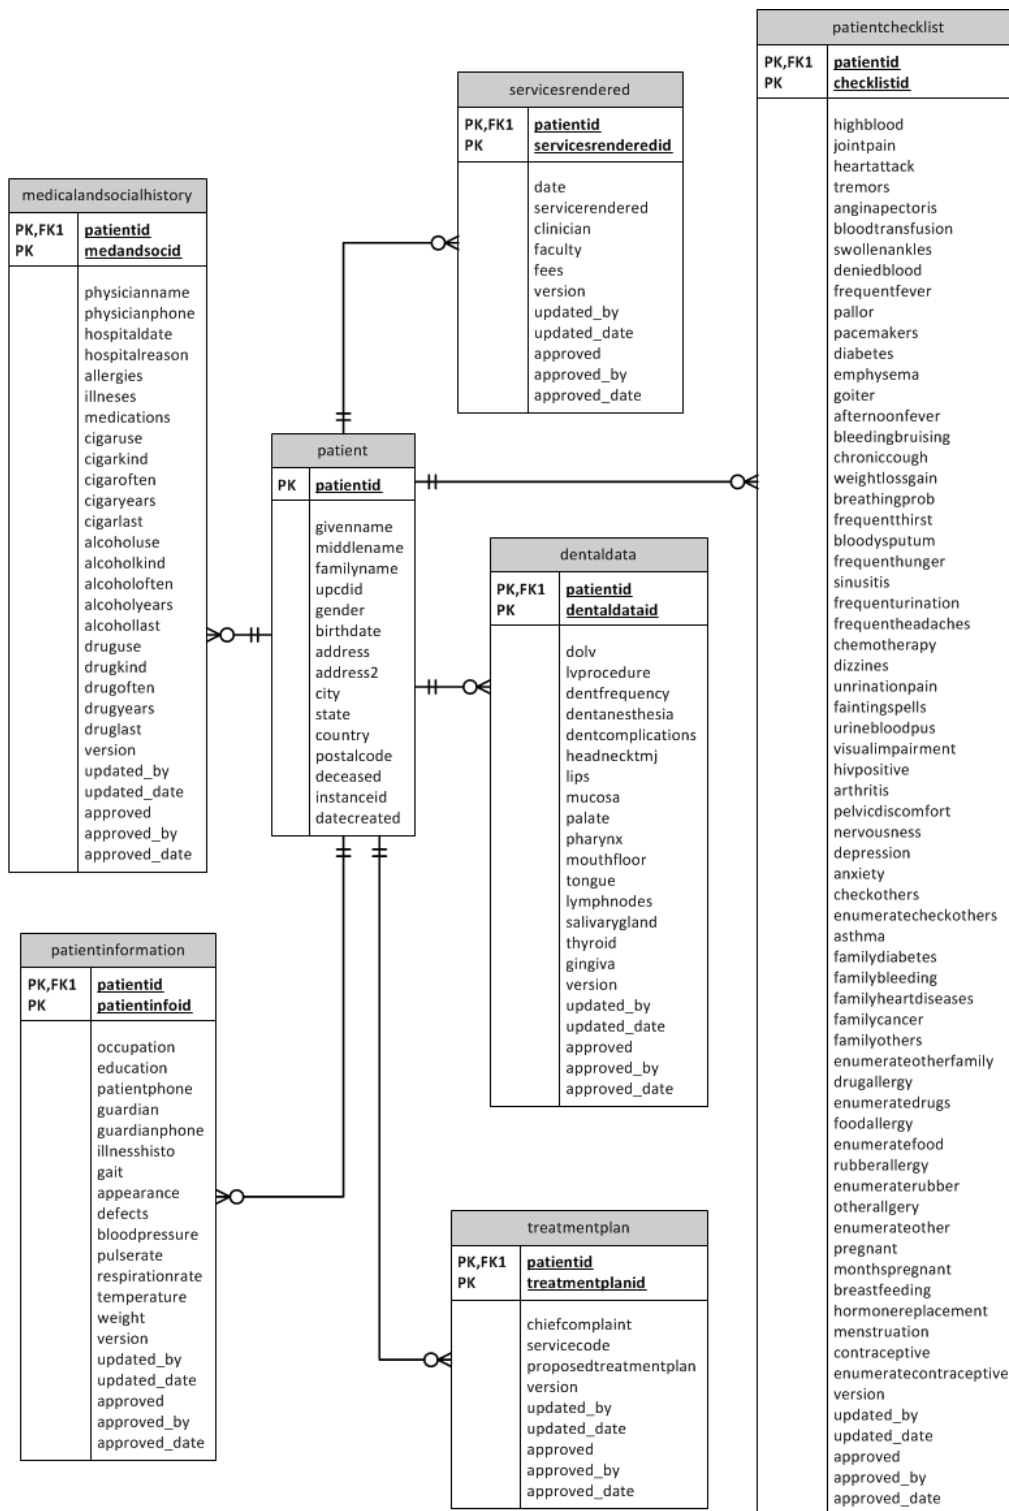 patientchecklist
PK,FK1 patientid
PK checklistid
highblood
jointpain
heartattack
tremors
anginapectoris
bloodtransfusion
swollenankles
deniedblood
frequentfever
pallor
pacemakers
diabetes
emphysema
goiter
afternoonfever
bleedingbruising
chroniccough
weightlossgain
breathingprob
frequentthirst
bloodysputum
frequenthunger
sinusitis
frequenturination
frequentheadaches
chemotherapy
dizzines
unrinationpain
faintingspells
urinebloodpus
visualimpairment
hivpositive
arthritis
pelvicdiscomfort
nervousness
depression
anxiety
checkothers
enumeratecheckothers
asthma
familydiabetes
familybleeding
familyheartdiseases
familycancer
familyothers
enumerateotherfamily
drugallergy
enumeratedrugs
foodallergy
enumeratefood
rubberallergy
enumeraterubber
otherallgery
enumerateother
pregnant
monthspregnant
breastfeeding
hormonereplacement
menstruation
contraceptive
enumeratecontraceptive
version
updated_by
updated_date
approved
approved_by
approved_date
servicesrendered
PK,FK1 patientid
PK servicesrenderedid
date
servicerendered
clinician
faculty
fees
version
updated_by
updated_date
approved
approved_by
approved_date
medicalandsocialhistory
PK,FK1 patientid
PK medandsocid
physicianname
physicianphone
hospitaldate
hospitalreason
allergies
illneses
medications
cigaruse
cigarkind
cigaroften
cigaryears
cigarlast
alcoholuse
alcoholkind
alcoholoften
alcoholyears
alcohollast
druguse
drugkind
drugoften
drugyears
druglast
version
updated_by
updated_date
approved
approved_by
approved_date
patient
PK patientid
givenname
middlename
familyname
upcdid
gender
birthdate
address
address2
city
state
country
postalcode
deceased
instanceid
datecreated
dentaldata
PK,FK1 patientid
PK dentaldataid
dolv
lvprocedure
dentfrequency
dentanesthesia
dentcomplications
headnecktmj
lips
mucosa
palate
pharynx
mouthfloor
tongue
lymphnodes
salivarygland
thyroid
gingiva
version
updated_by
updated_date
approved
approved_by
approved_date
patientinformation
PK,FK1 patientid
PK patientinfoid
occupation
education
patientphone
guardian
guardianphone
illnesshisto
gait
appearance
defects
bloodpressure
pulserate
respirationrate
temperature
weight
version
updated_by
updated_date
approved
approved_by
approved_date
treatmentplan
PK,FK1 patientid
PK treatmentplanid
chiefcomplaint
servicecode
proposedtreatmentplan
version
updated_by
updated_date
approved
approved_by
approved_date